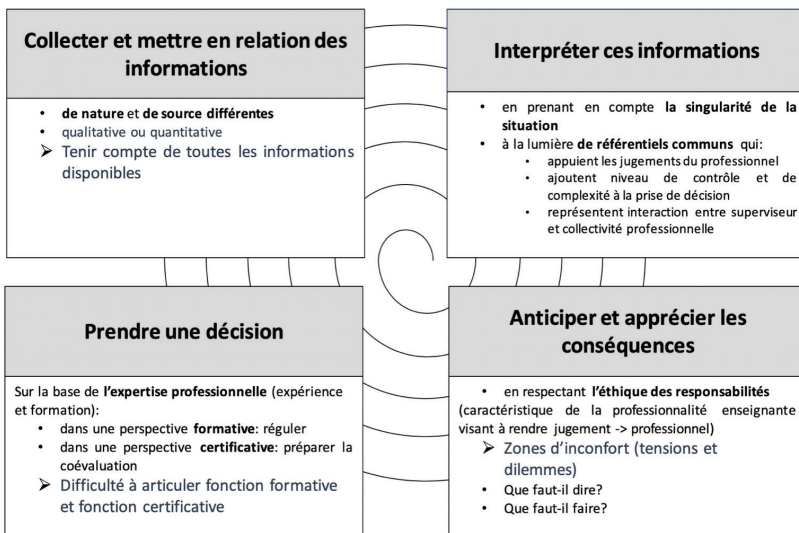 Collecter et mettre en relation des
informations
• de nature et de source différentes
• qualitative ou quantitative
➢ Tenir compte de toutes les informations
disponibles
Interpréter ces informations
• en prenant en compte la singularité de la
situation
• à la lumière de référentiels communs qui:
• appuient les jugements du professionnel
• ajoutent niveau de contrôle et de
complexité à la prise de décision
• représentent interaction entre superviseur
et collectivité professionnelle
Prendre une décision
Sur la base de l’expertise professionnelle (expérience
et formation):
• dans une perspective formative: réguler
• dans une perspective certificative: préparer la
coévaluation
➢ Difficulté à articuler fonction formative
et fonction certificative
Anticiper et apprécier les
conséquences
• en respectant l’éthique des responsabilités
(caractéristique de la professionnalité enseignante
visant à rendre jugement -> professionnel)
➢ Zones d’inconfort (tensions et
dilemmes)
• Que faut-il dire?
• Que faut-il faire?